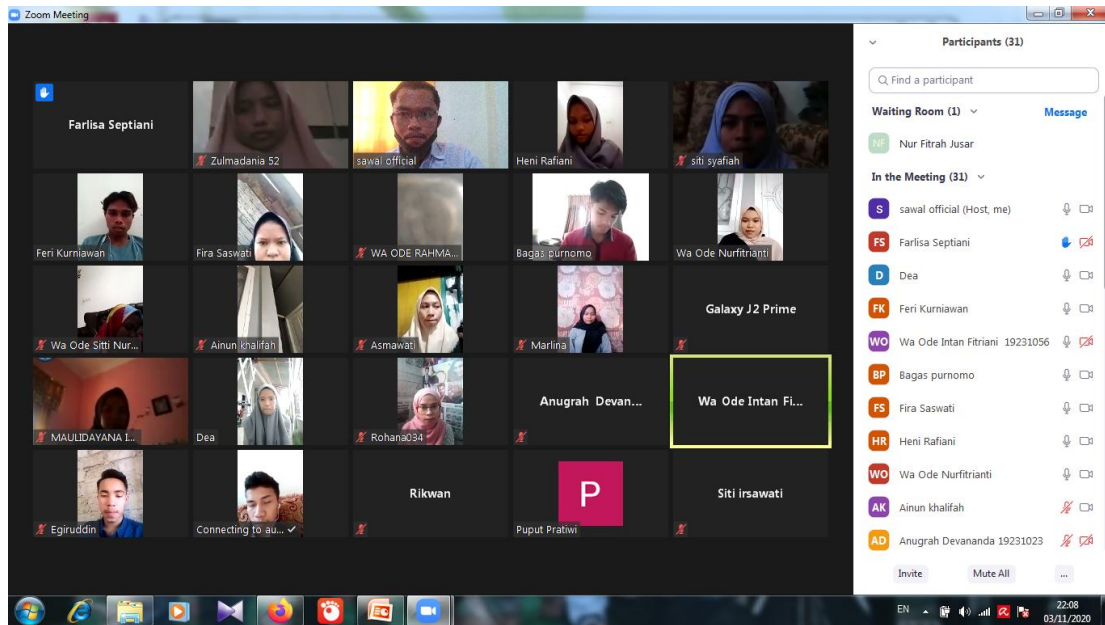 Zoom Meeting
Farlisa Septiani
Zulmadania 52
sawal official
Heni Rafiani
siti syafiah
Feri Kurniawan
Fira Saswati
WA ODE RAHMA...
Bagas purnomo
Wa Ode Nurfitrianti
Wa Ode Sitti Nur...
Ainun khalifah
Asmawati
Marlina
Galaxy J2 Prime
MAULIDAYANA I...
Dea
Rohana034
Anugrah Devan...
Wa Ode Intan Fi...
Egiruddin
Connecting to au...
Rikwan
P
Puput Pratiwi
Siti irsawati
Participants (31)
Find a participant
Waiting Room (1)
Message
NF Nur Fitrah Jusar
In the Meeting (31)
S sawal official (Host, me)
FS Farlisa Septiani
D Dea
FK Feri Kurniawan
WO Wa Ode Intan Fitriani 19231056
BP Bagas purnomo
FS Fira Saswati
HR Heni Rafiani
WO Wa Ode Nurfitrianti
AK Ainun khalifah
AD Anugrah Devananda 19231023
Invite
Mute All
...
EN
22:08
03/11/2020